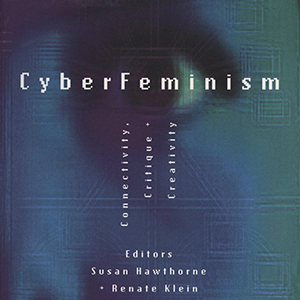 CyberFeminism
Connectivity,
Critique +
Creativity
Editors
Susan Hawthorne
+ Renate Klein